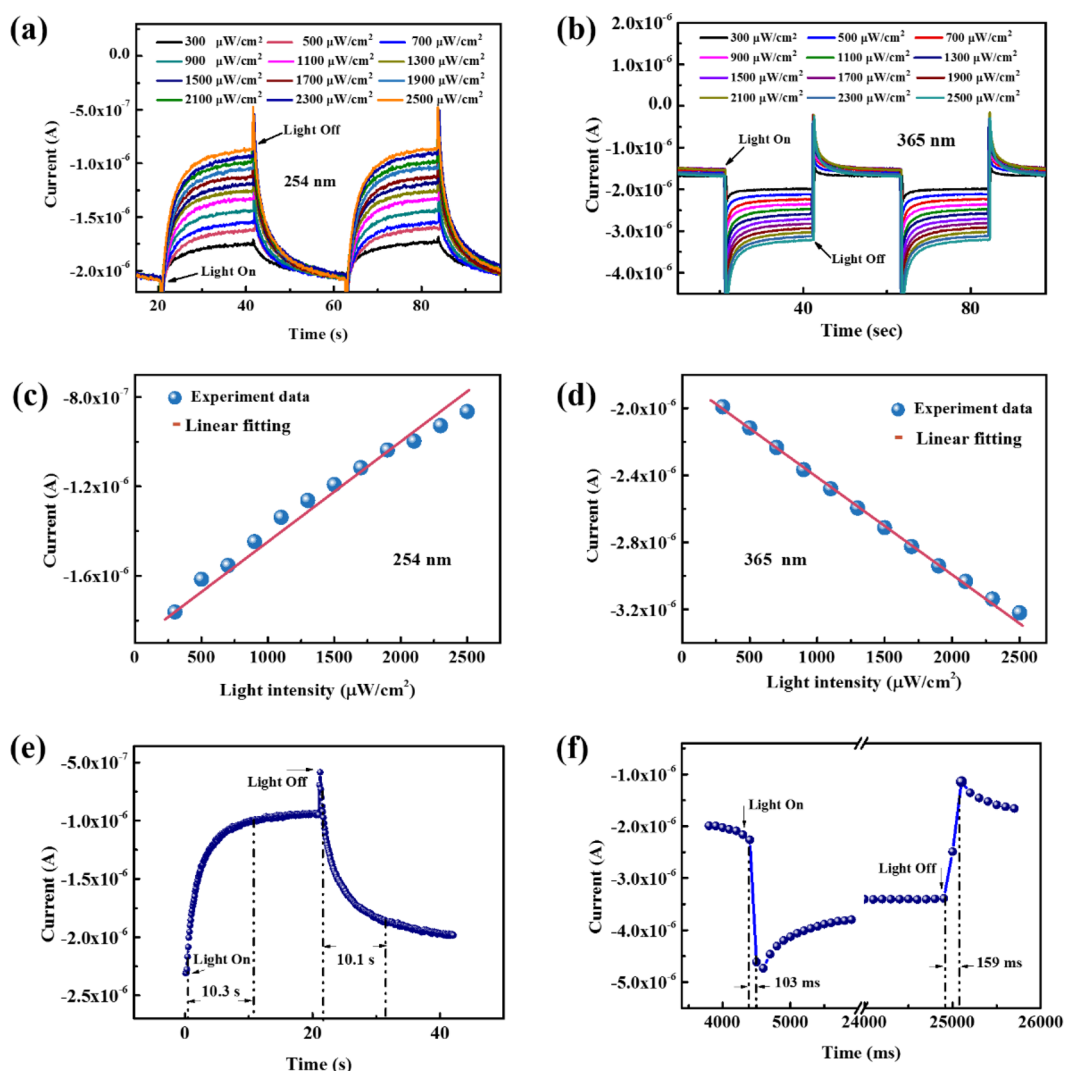 (a)
300 μW/cm² 500 μW/cm² 700 μW/cm²
900 μW/cm² 1100 μW/cm² 1300 μW/cm²
1500 μW/cm² 1700 μW/cm² 1900 μW/cm²
2100 μW/cm² 2300 μW/cm² 2500 μW/cm²
0.0
-5.0x10⁻⁷
-1.0x10⁻⁶
-1.5x10⁻⁶
-2.0x10⁻⁶
Current (A)
Light Off
254 nm
Light On
20 40 60 80
Time (s)
(b)
300 μW/cm² 500 μW/cm² 700 μW/cm²
900 μW/cm² 1100 μW/cm² 1300 μW/cm²
1500 μW/cm² 1700 μW/cm² 1900 μW/cm²
2100 μW/cm² 2300 μW/cm² 2500 μW/cm²
2.0x10⁻⁶
1.0x10⁻⁶
0.0
-1.0x10⁻⁶
-2.0x10⁻⁶
-3.0x10⁻⁶
-4.0x10⁻⁶
Current (A)
Light On
365 nm
Light Off
40 80
Time (sec)
(c)
-8.0x10⁻⁷
-1.2x10⁻⁶
-1.6x10⁻⁶
Current (A)
Experiment data
Linear fitting
254 nm
0 500 1000 1500 2000 2500
Light intensity (μW/cm²)
(d)
-2.0x10⁻⁶
-2.4x10⁻⁶
-2.8x10⁻⁶
-3.2x10⁻⁶
Current (A)
Experiment data
Linear fitting
365 nm
0 500 1000 1500 2000 2500
Light intensity (μW/cm²)
(e)
-5.0x10⁻⁷
-1.0x10⁻⁶
-1.5x10⁻⁶
-2.0x10⁻⁶
-2.5x10⁻⁶
Current (A)
Light Off
Light On
10.1 s
10.3 s
0 20 40
Time (s)
(f)
-1.0x10⁻⁶
-2.0x10⁻⁶
-3.0x10⁻⁶
-4.0x10⁻⁶
-5.0x10⁻⁶
Current (A)
Light On
Light Off
159 ms
103 ms
4000 5000 25000 26000
Time (ms)